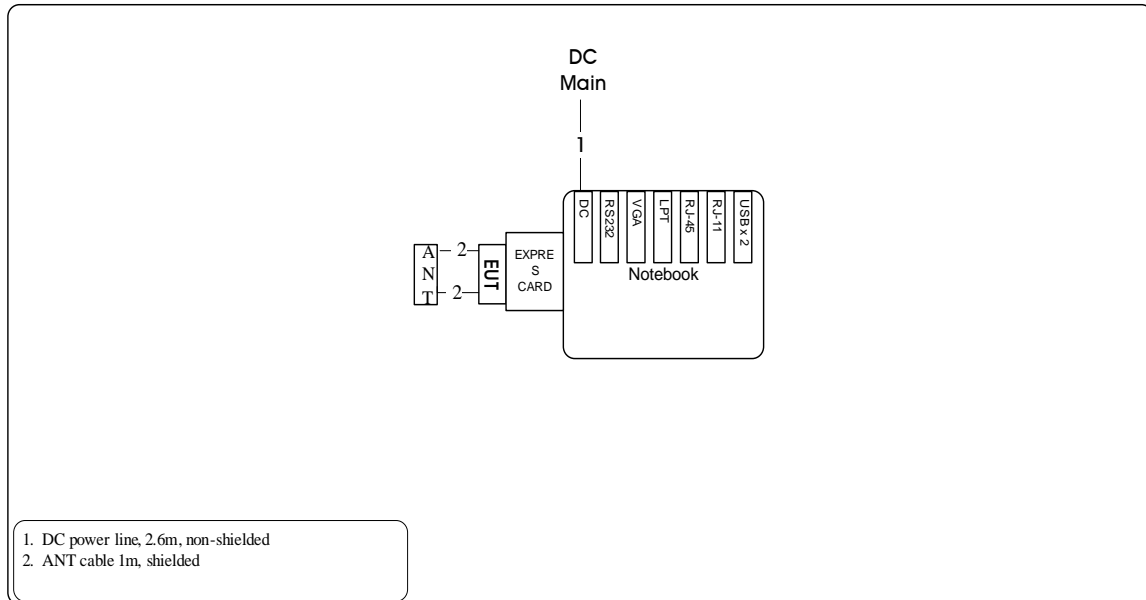 DC
Main
1
DC
RS232
VGA
LPT
RJ-45
RJ-11
USB x 2
Notebook
EXPRE
S
CARD
EUT
2
2
A
N
T
1. DC power line, 2.6m, non-shielded
2. ANT cable 1m, shielded